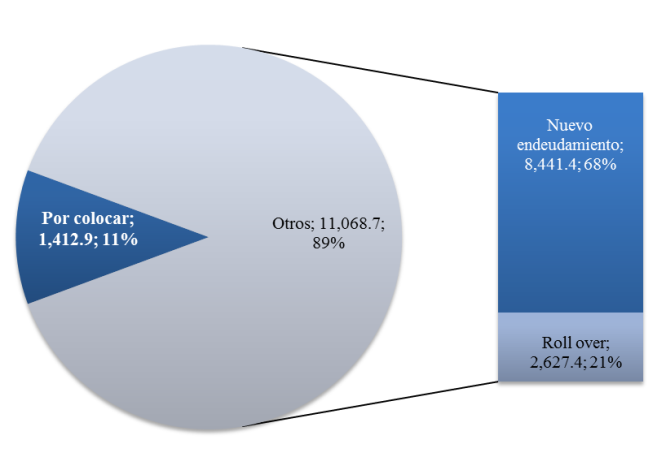 Por colocar;
1,412.9; 11%
Otros; 11,068.7;
89%
Nuevo
endeudamiento;
8,441.4; 68%
Roll over;
2,627.4; 21%